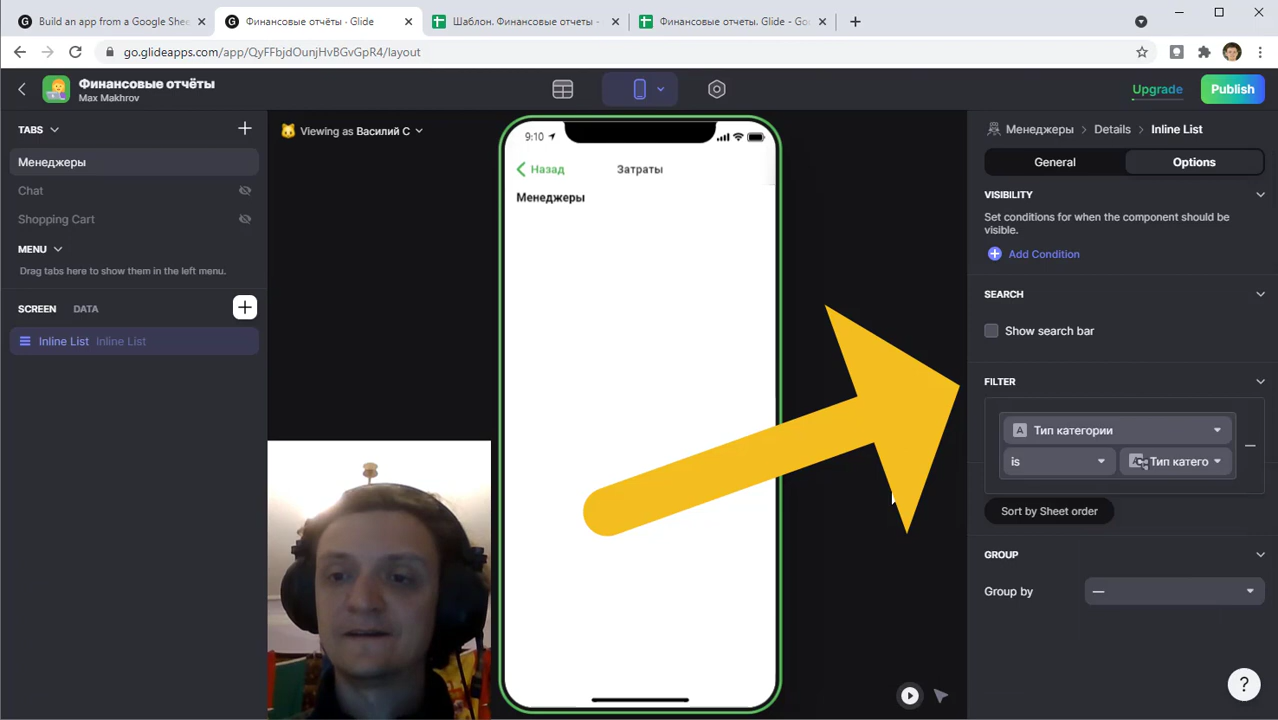 Build an app from a Google She
Финансовые отчёты · Glide
Шаблон. Финансовые отчеты -
Финансовые отчеты. Glide - Go
go.glideapps.com/app/QyFFbjdOunjHvBGvGpR4/layout
Финансовые отчёты
Max Makhrov
Upgrade
Publish
TABS
Менеджеры
Chat
Shopping Cart
MENU
Drag tabs here to show them in the left menu.
SCREEN
DATA
Inline List Inline List
Viewing as Василий С
9:10
Назад
Затраты
Менеджеры
Менеджеры
Details
Inline List
General
Options
VISIBILITY
Set conditions for when the component should be
visible.
Add Condition
SEARCH
Show search bar
FILTER
A Тип категории
is
Тип катего
Sort by Sheet order
GROUP
Group by
—
?